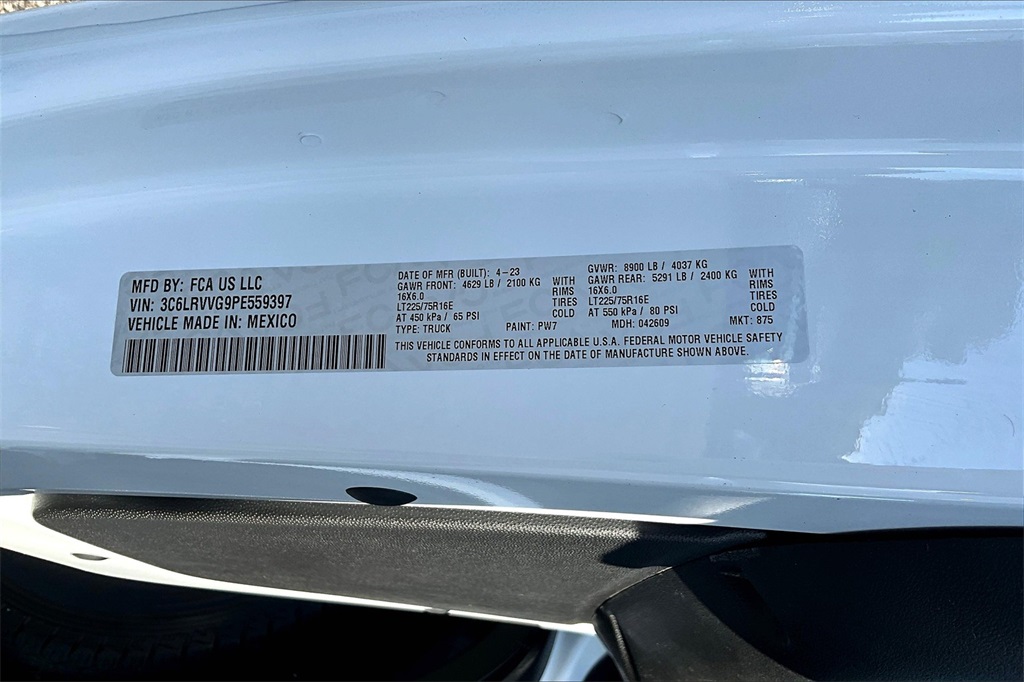 MFD BY: FCA US LLC
VIN: 3C6LRVVG9PE559397
VEHICLE MADE IN: MEXICO
DATE OF MFR (BUILT): 4-23
GAWR FRONT: 4629 LB / 2100 KG WITH
16X6.0 RIMS
LT225/75R16E TIRES
AT 450 kPa / 65 PSI COLD
TYPE: TRUCK PAINT: PW7
GVWR: 8900 LB / 4037 KG
GAWR REAR: 5291 LB / 2400 KG WITH
16X6.0 RIMS
LT225/75R16E TIRES
AT 550 kPa / 80 PSI COLD
MDH: 042609 MKT: 875
THIS VEHICLE CONFORMS TO ALL APPLICABLE U.S.A. FEDERAL MOTOR VEHICLE SAFETY
STANDARDS IN EFFECT ON THE DATE OF MANUFACTURE SHOWN ABOVE.